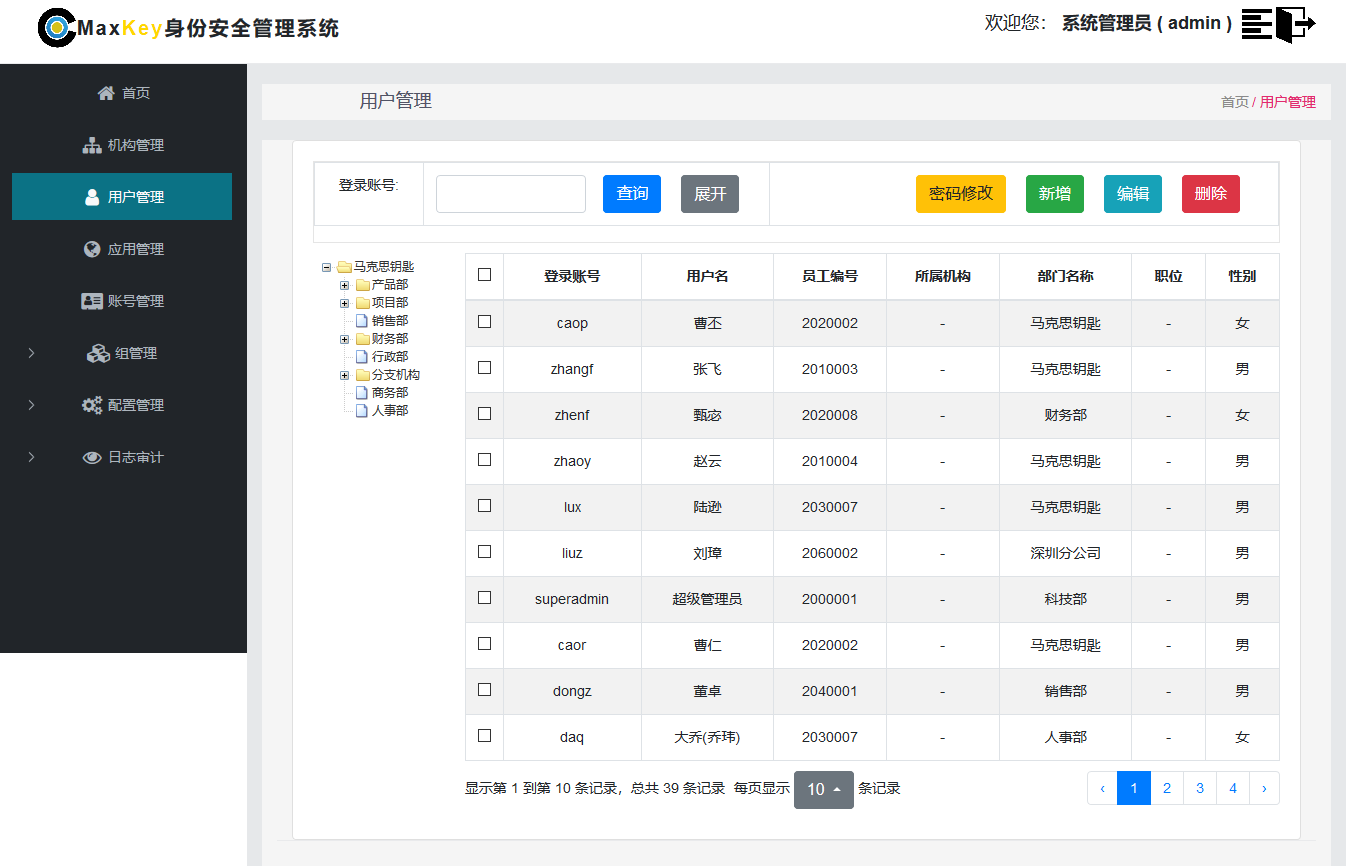 MaxKey身份安全管理系统
欢迎您： 系统管理员 ( admin )
首页
机构管理
用户管理
应用管理
账号管理
组管理
配置管理
日志审计
用户管理
首页 / 用户管理
登录账号: 查询 展开 密码修改 新增 编辑 删除
马克思钥匙
产品部
项目部
销售部
财务部
行政部
分支机构
商务部
人事部
登录账号 用户名 员工编号 所属机构 部门名称 职位 性别
caop 曹丕 2020002 - 马克思钥匙 - 女
zhangf 张飞 2010003 - 马克思钥匙 - 男
zhenf 甄宓 2020008 - 财务部 - 女
zhaoy 赵云 2010004 - 马克思钥匙 - 男
lux 陆逊 2030007 - 马克思钥匙 - 男
liuz 刘璋 2060002 - 深圳分公司 - 男
superadmin 超级管理员 2000001 - 科技部 - 男
caor 曹仁 2020002 - 马克思钥匙 - 男
dongz 董卓 2040001 - 销售部 - 男
daq 大乔(乔玮) 2030007 - 人事部 - 女
显示第 1 到第 10 条记录，总共 39 条记录 每页显示 10 条记录
‹ 1 2 3 4 ›